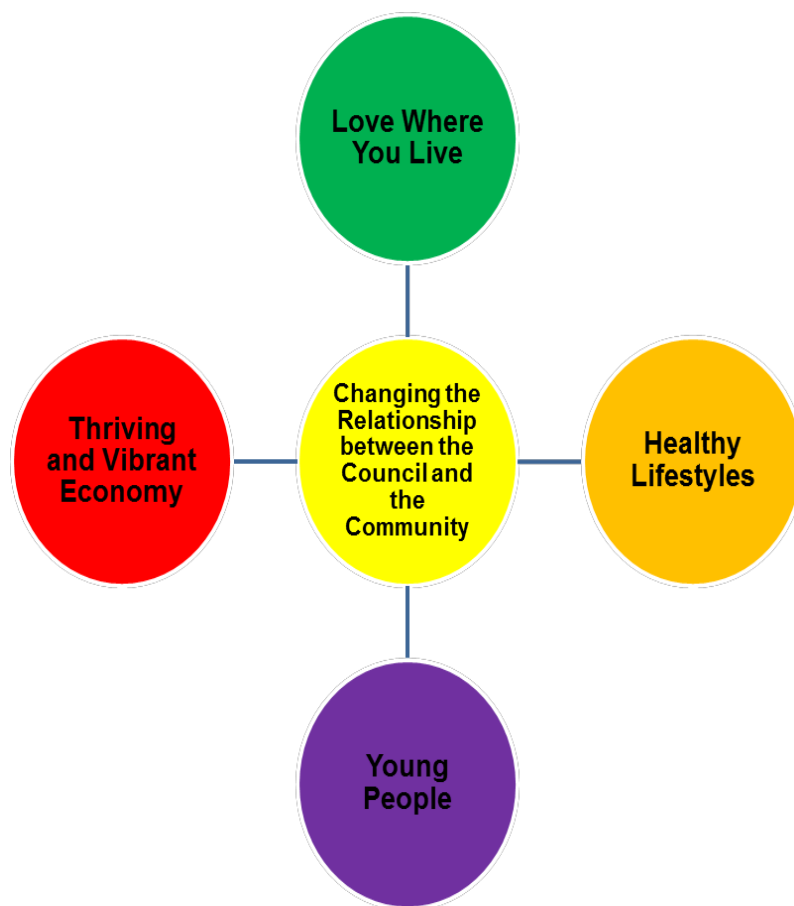 Love Where
You Live
Thriving
and Vibrant
Economy
Changing the
Relationship
between the
Council and
the
Community
Healthy
Lifestyles
Young
People